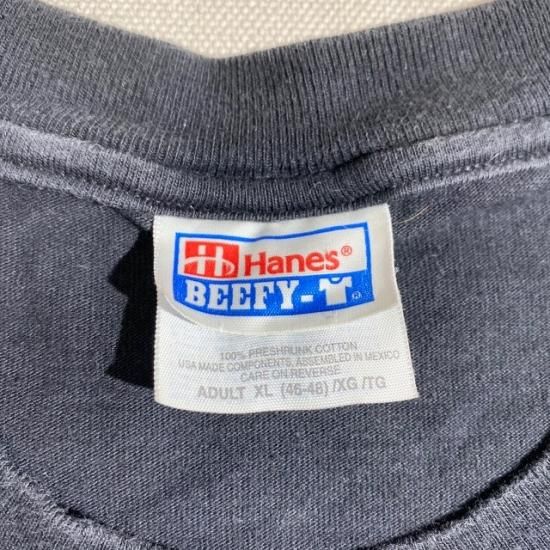 Hanes®
BEEFY-T®
100% PRESHRUNK COTTON
USA MADE COMPONENTS, ASSEMBLED IN MEXICO
CARE ON REVERSE
ADULT XL (46-48) /XG /TG